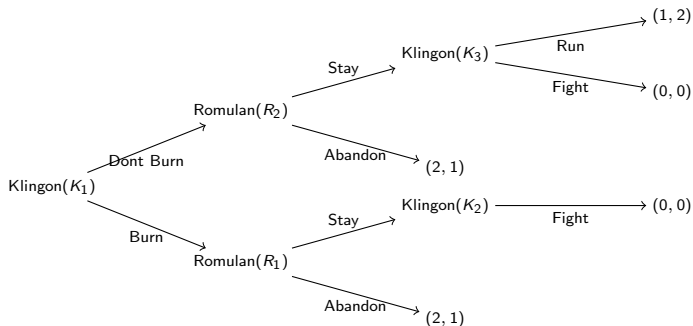 (1, 2)
Klingon(K₃)
Run
Stay
Fight
(0, 0)
Romulan(R₂)
Dont Burn
Abandon
(2, 1)
Klingon(K₁)
Klingon(K₂)
(0, 0)
Stay
Fight
Burn
Romulan(R₁)
Abandon
(2, 1)